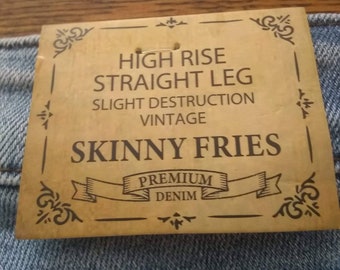 HIGH RISE
STRAIGHT LEG
SLIGHT DESTRUCTION
VINTAGE
SKINNY FRIES
PREMIUM
DENIM